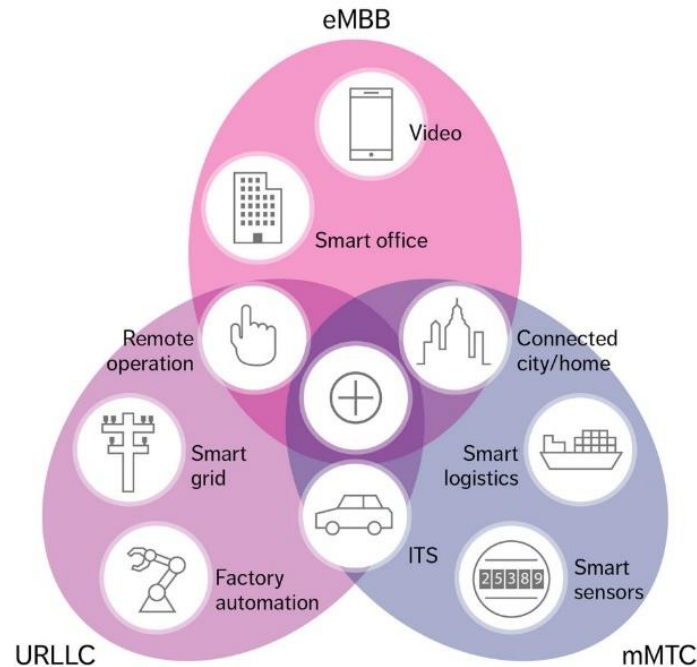 eMBB
Video
Smart office
Remote
operation
Connected
city/home
Smart
grid
Smart
logistics
ITS
Factory
automation
25389
Smart
sensors
URLLC
mMTC